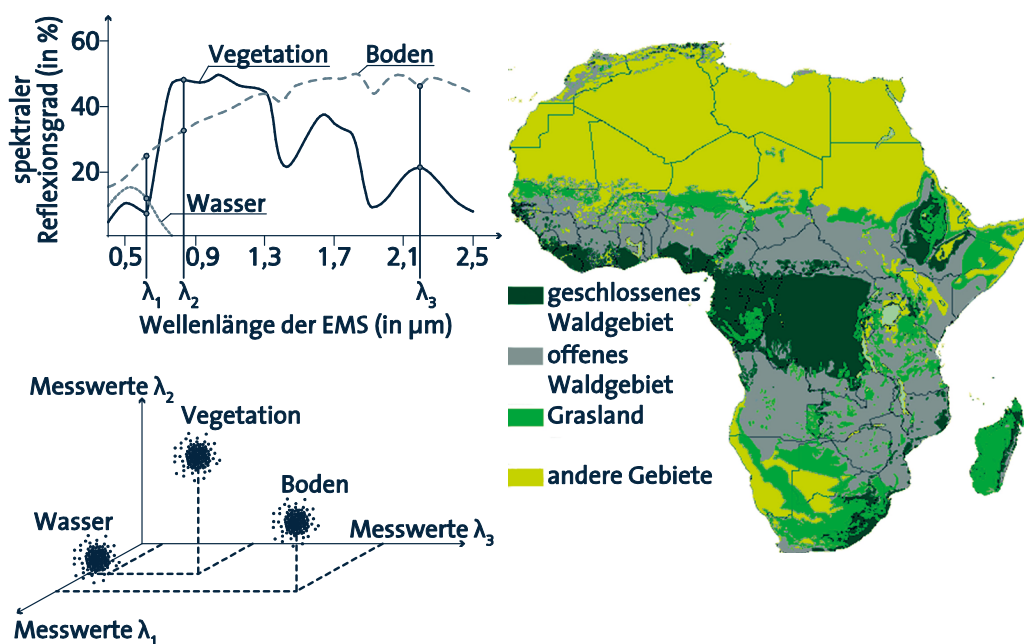 spektraler
Reflexionsgrad (in %)
60
40
20
Vegetation
Boden
Wasser
0,5 0,9 1,3 1,7 2,1 2,5
λ1 λ2 λ3
Wellenlänge der EMS (in µm)
Messwerte λ2
Vegetation
Boden
Wasser
Messwerte λ3
Messwerte λ1
geschlossenes
Waldgebiet
offenes
Waldgebiet
Grasland
andere Gebiete